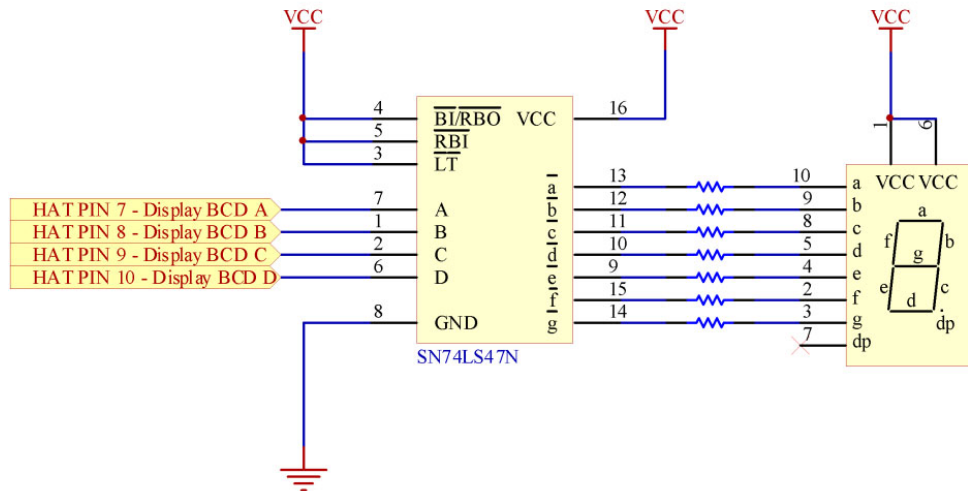 VCC
VCC
VCC
4
BI/RBO
VCC
16
1
6
5
RBI
3
LT
VCC VCC
a
13
10
a
HAT PIN 7 - Display BCD A
7
A
b
12
9
b
a
HAT PIN 8 - Display BCD B
1
B
c
11
8
c
f
b
HAT PIN 9 - Display BCD C
2
C
d
10
5
d
g
HAT PIN 10 - Display BCD D
6
D
e
9
4
e
e
c
f
15
2
f
d
8
GND
g
14
3
g
dp
7
dp
SN74LS47N